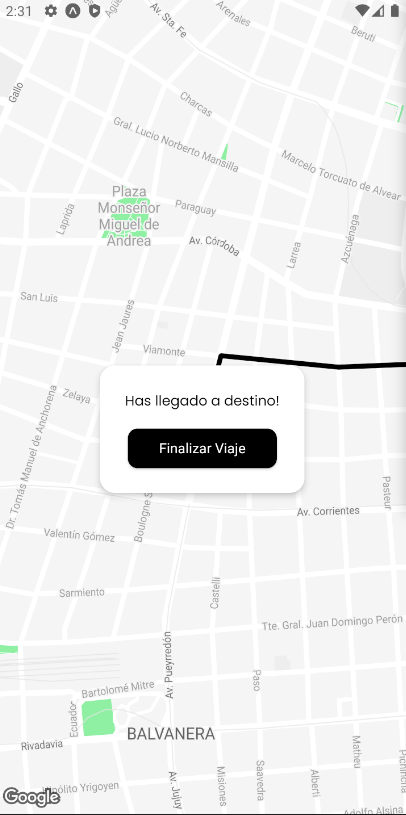 2:31
Av. Sta. Fe
Arenales
Beruti
Gallo
Charcas
Gral. Lucio Norberto Mansilla
Marcelo Torcuato de Alvear
Plaza
Monseñor
Miguel de
Andrea
Laprida
Paraguay
Av. Córdoba
Larrea
Azcuénaga
San Luis
Jean Jaures
Viamonte
Has llegado a destino!
Zelaya
Finalizar Viaje
Dr. Tomás Manuel de Anchorena
Boulogne S
Av. Corrientes
Pasteur
Valentín Gómez
Sarmiento
Castelli
Tte. Gral. Juan Domingo Perón
Av. Pueyrredón
Paso
Bartolomé Mitre
Ecuador
BALVANERA
Rivadavia
Matheu
Pichincha
Av. Jujuy
Misiones
Saavedra
Alberti
Hipólito Yrigoyen
Google
Adolfo Alsina